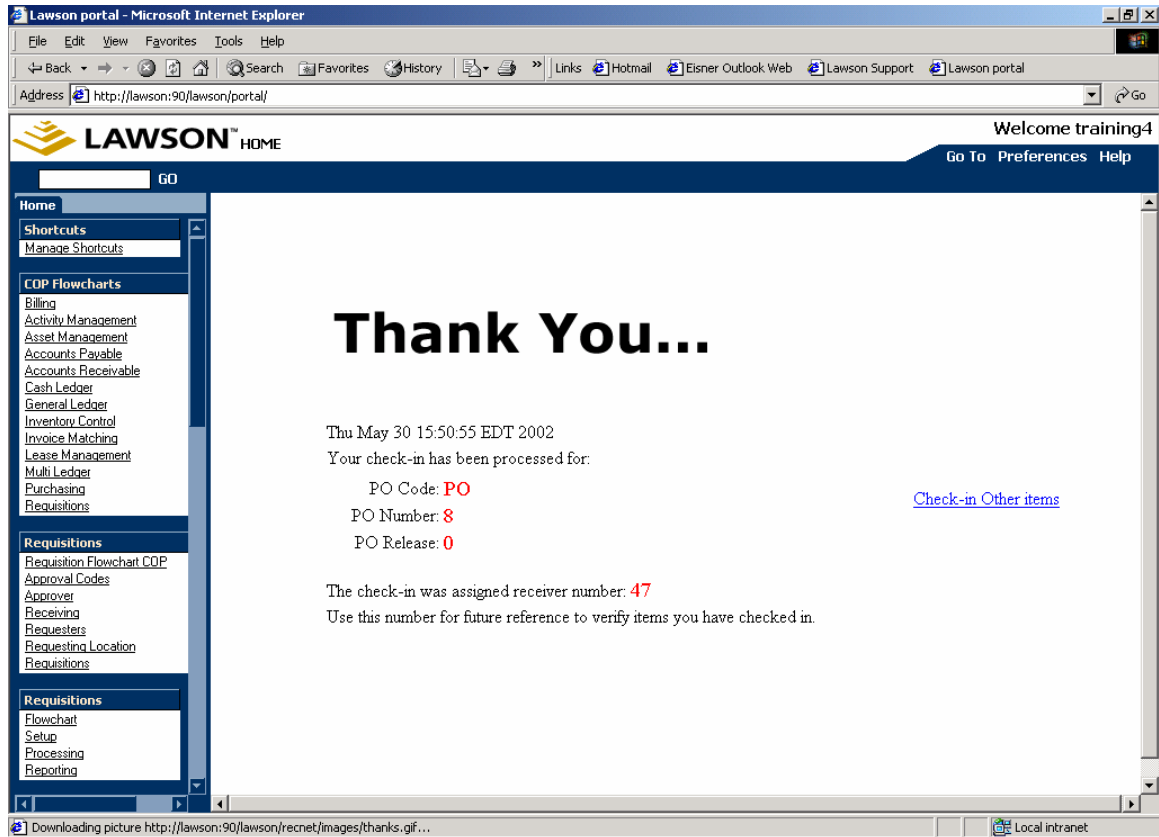 Lawson portal - Microsoft Internet Explorer
File Edit View Favorites Tools Help
Back Search Favorites History » Links Hotmail Eisner Outlook Web Lawson Support Lawson portal
Address http://lawson:90/lawson/portal/ Go
LAWSON™ HOME
Welcome training4
Go To Preferences Help
GO
Home
Shortcuts
Manage Shortcuts
COP Flowcharts
Billing
Activity Management
Asset Management
Accounts Payable
Accounts Receivable
Cash Ledger
General Ledger
Inventory Control
Invoice Matching
Lease Management
Multi Ledger
Purchasing
Requisitions
Requisitions
Requisition Flowchart COP
Approval Codes
Approver
Receiving
Requesters
Requesting Location
Requisitions
Requisitions
Flowchart
Setup
Processing
Reporting
Thank You...
Thu May 30 15:50:55 EDT 2002
Your check-in has been processed for:
PO Code: PO
PO Number: 8
PO Release: 0
Check-in Other items
The check-in was assigned receiver number: 47
Use this number for future reference to verify items you have checked in.
Downloading picture http://lawson:90/lawson/recnet/images/thanks.gif...
Local intranet